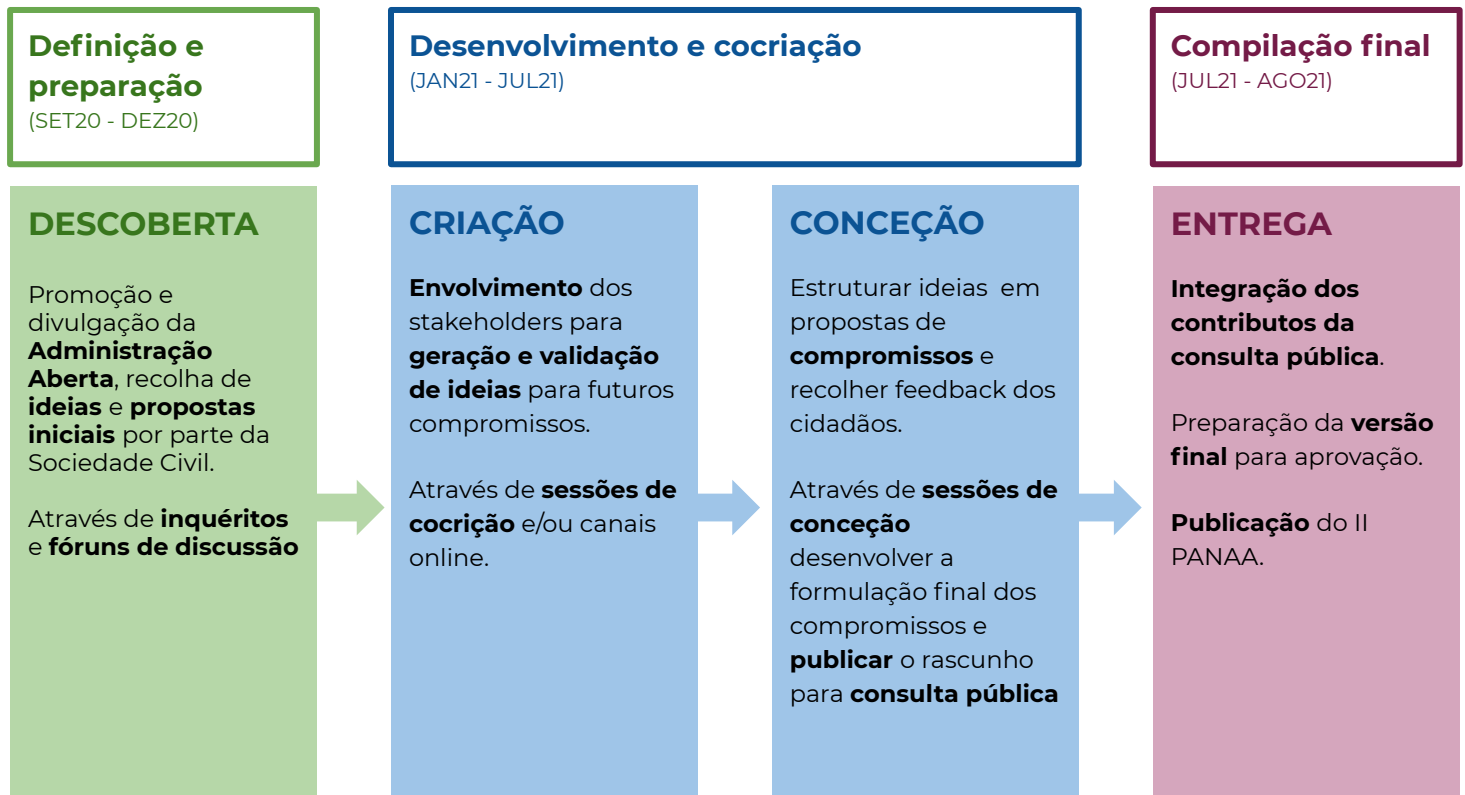 Definição e
preparação
(SET20 - DEZ20)
Desenvolvimento e cocriação
(JAN21 - JUL21)
Compilação final
(JUL21 - AGO21)
DESCOBERTA
Promoção e
divulgação da
Administração
Aberta, recolha de
ideias e propostas
iniciais por parte da
Sociedade Civil.
Através de inquéritos
e fóruns de discussão
CRIAÇÃO
Envolvimento dos
stakeholders para
geração e validação
de ideias para futuros
compromissos.
Através de sessões de
cocrição e/ou canais
online.
CONCEÇÃO
Estruturar ideias em
propostas de
compromissos e
recolher feedback dos
cidadãos.
Através de sessões de
conceção
desenvolver a
formulação final dos
compromissos e
publicar o rascunho
para consulta pública
ENTREGA
Integração dos
contributos da
consulta pública.
Preparação da versão
final para aprovação.
Publicação do II
PANAA.